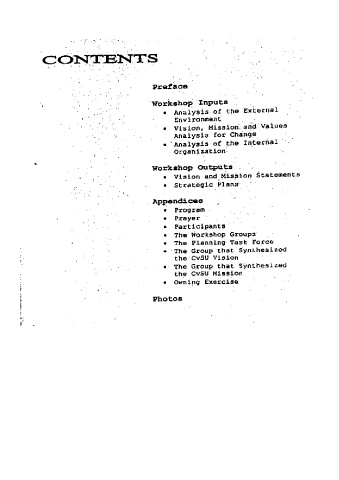 CONTENTS
Preface
Workshop Inputs
• Analysis of the External
Environment
• Vision, Mission and Values
Analysis for Change
• Analysis of the Internal
Organization
Workshop Outputs
• Vision and Mission Statements
• Strategic Plans
Appendices
• Program
• Prayer
• Participants
• The Workshop Groups
• The Planning Task Force
• The Group that Synthesized
the CvSU Vision
• The Group that Synthesized
the CvSU Mission
• Owning Exercise
Photos